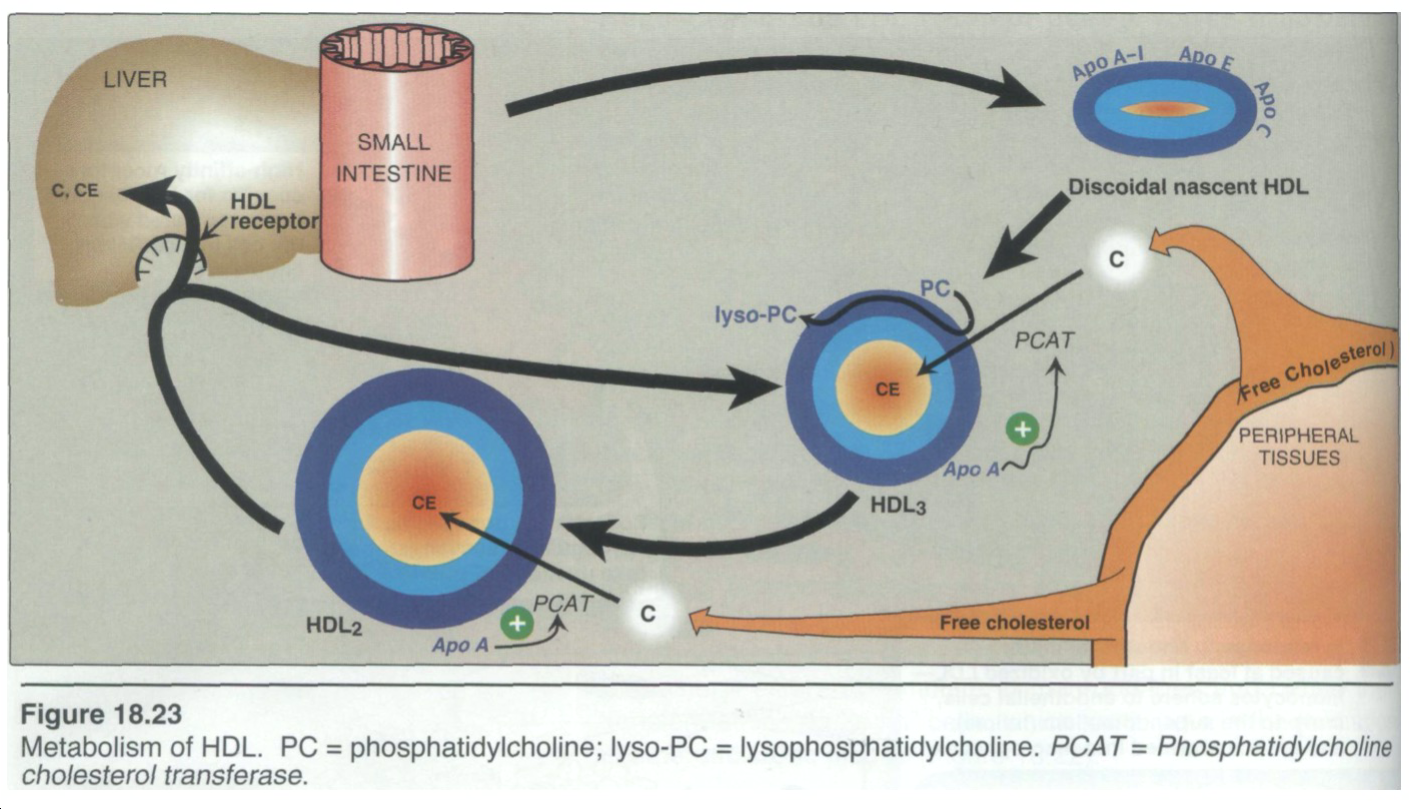 LIVER
SMALL
INTESTINE
C, CE
HDL
receptor
Apo A-I
Apo E
Apo C
Discoidal nascent HDL
C
PC
lyso-PC
PCAT
CE
+
Apo A
HDL3
Free Cholesterol )
PERIPHERAL
TISSUES
CE
HDL2
PCAT
+
Apo A
C
Free cholesterol
Figure 18.23
Metabolism of HDL. PC = phosphatidylcholine; lyso-PC = lysophosphatidylcholine. PCAT = Phosphatidylcholine
cholesterol transferase.